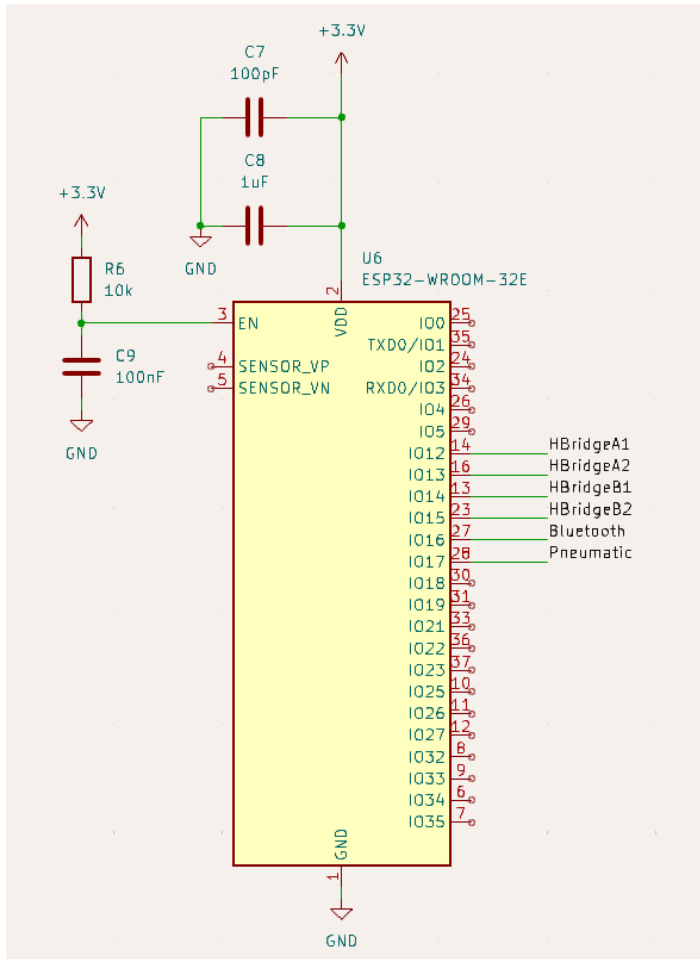 +3.3V
C7
100pF
C8
1uF
+3.3V
GND
R6
10k
U6
ESP32-WROOM-32E
2
VDD
3
EN
C9
100nF
GND
4
SENSOR_VP
5
SENSOR_VN
IO0
25
TXD0/IO1
35
IO2
24
RXD0/IO3
34
IO4
26
IO5
29
IO12
14
HBridgeA1
IO13
16
HBridgeA2
IO14
13
HBridgeB1
IO15
23
HBridgeB2
IO16
27
Bluetooth
IO17
28
Pneumatic
IO18
30
IO19
31
IO21
33
IO22
36
IO23
37
IO25
10
IO26
11
IO27
12
IO32
8
IO33
9
IO34
6
IO35
7
GND
1
GND